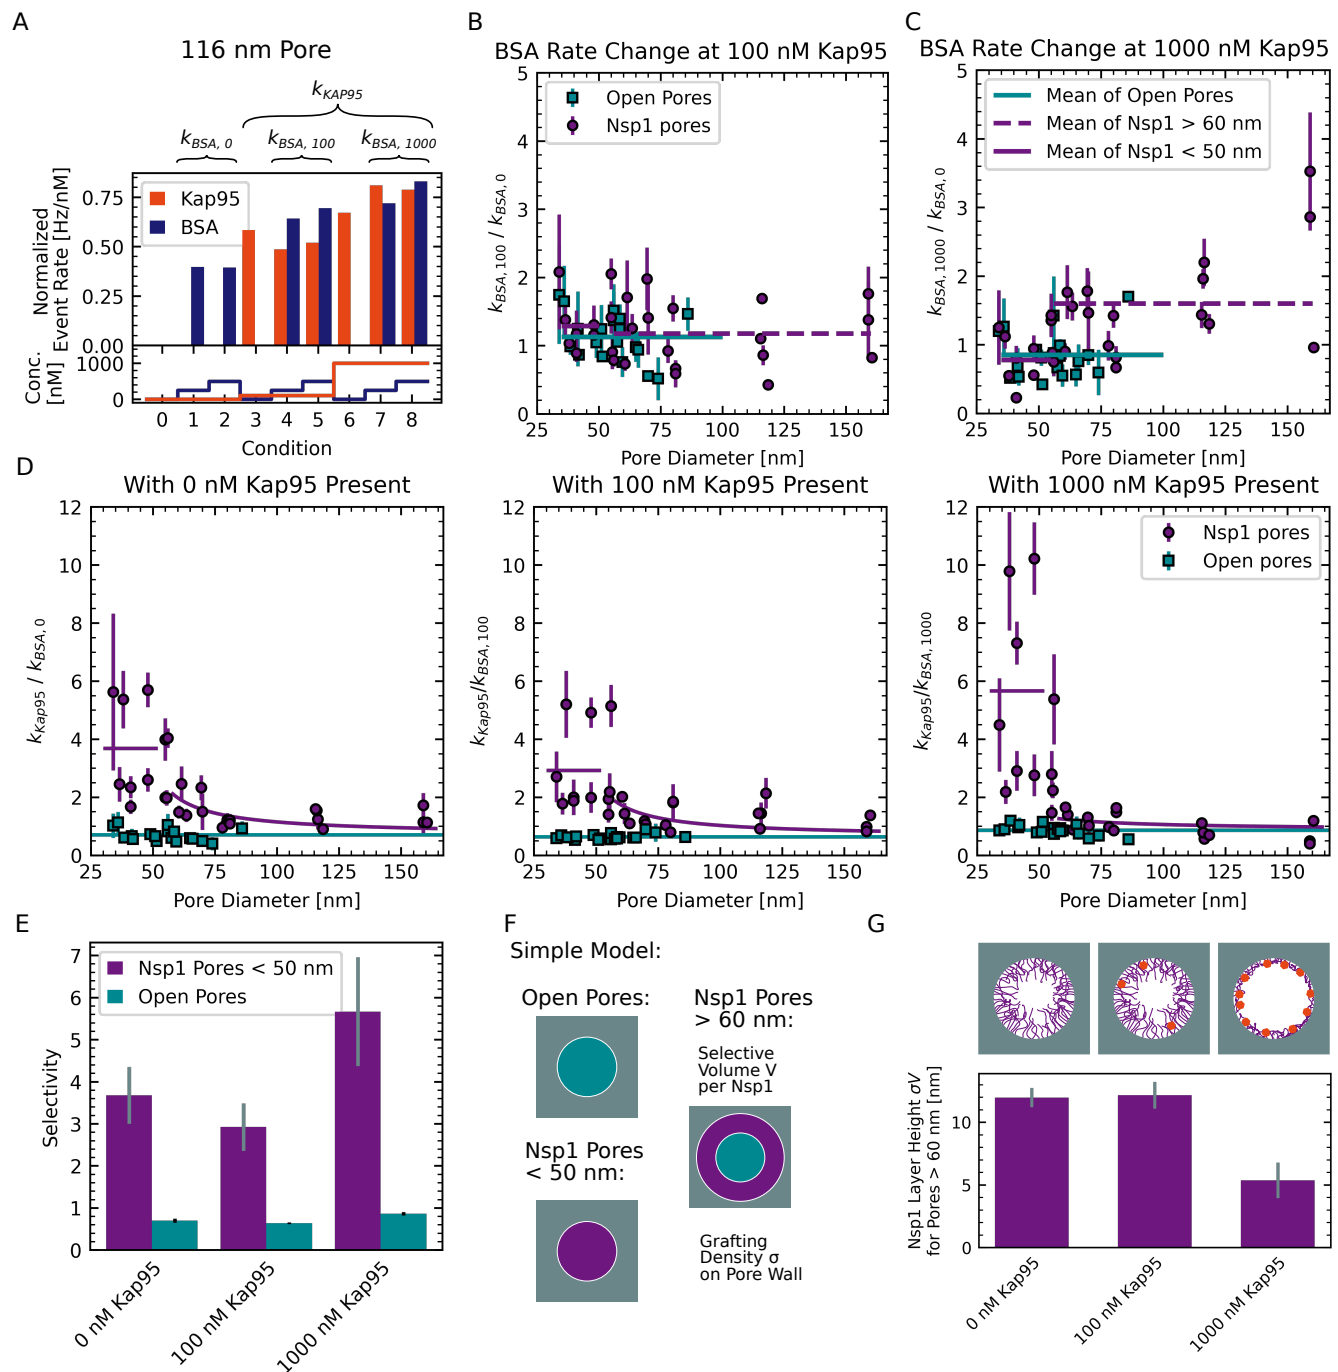 A
116 nm Pore
k_KAP95
k_BSA, 0
k_BSA, 100
k_BSA, 1000
Kap95
BSA
Normalized
Event Rate [Hz/nM]
0.75
0.50
0.25
0.00
Conc.
[nM]
1000
0
0 1 2 3 4 5 6 7 8
Condition
B
BSA Rate Change at 100 nM Kap95
Open Pores
Nsp1 pores
k_BSA, 100 / k_BSA, 0
5
4
3
2
1
0
25 50 75 100 125 150
Pore Diameter [nm]
C
BSA Rate Change at 1000 nM Kap95
Mean of Open Pores
Mean of Nsp1 > 60 nm
Mean of Nsp1 < 50 nm
k_BSA, 1000 / k_BSA, 0
5
4
3
2
1
0
25 50 75 100 125 150
Pore Diameter [nm]
D
With 0 nM Kap95 Present
k_Kap95 / k_BSA, 0
12
10
8
6
4
2
0
25 50 75 100 125 150
Pore Diameter [nm]
With 100 nM Kap95 Present
k_Kap95/k_BSA, 100
12
10
8
6
4
2
0
25 50 75 100 125 150
Pore Diameter [nm]
With 1000 nM Kap95 Present
Nsp1 pores
Open pores
k_Kap95/k_BSA, 1000
12
10
8
6
4
2
0
25 50 75 100 125 150
Pore Diameter [nm]
E
Nsp1 Pores < 50 nm
Open Pores
Selectivity
7
6
5
4
3
2
1
0
0 nM Kap95
100 nM Kap95
1000 nM Kap95
F
Simple Model:
Open Pores:
Nsp1 Pores
< 50 nm:
Nsp1 Pores
> 60 nm:
Selective
Volume V
per Nsp1
Grafting
Density σ
on Pore Wall
G
Nsp1 Layer Height σV
for Pores > 60 nm [nm]
10
5
0
0 nM Kap95
100 nM Kap95
1000 nM Kap95